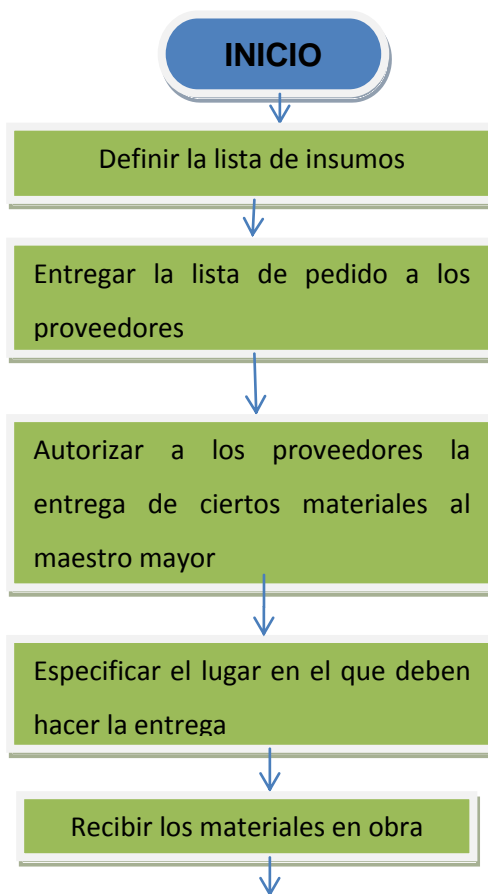 INICIO
Definir la lista de insumos
Entregar la lista de pedido a los
proveedores
Autorizar a los proveedores la
entrega de ciertos materiales al
maestro mayor
Especificar el lugar en el que deben
hacer la entrega
Recibir los materiales en obra